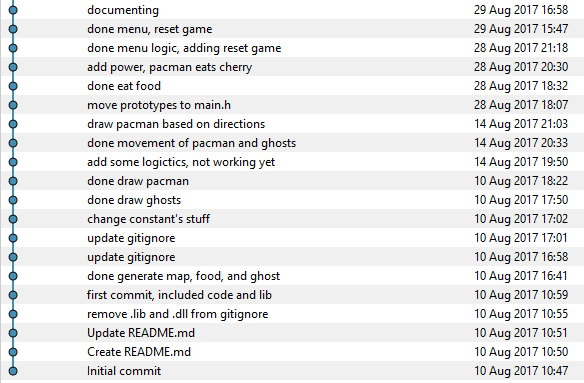 documenting 29 Aug 2017 16:58
done menu, reset game 29 Aug 2017 15:47
done menu logic, adding reset game 28 Aug 2017 21:18
add power, pacman eats cherry 28 Aug 2017 20:30
done eat food 28 Aug 2017 18:32
move prototypes to main.h 28 Aug 2017 18:07
draw pacman based on directions 14 Aug 2017 21:03
done movement of pacman and ghosts 14 Aug 2017 20:33
add some logictics, not working yet 14 Aug 2017 19:50
done draw pacman 10 Aug 2017 18:22
done draw ghosts 10 Aug 2017 17:50
change constant's stuff 10 Aug 2017 17:02
update gitignore 10 Aug 2017 17:01
update gitignore 10 Aug 2017 16:58
done generate map, food, and ghost 10 Aug 2017 16:41
first commit, included code and lib 10 Aug 2017 10:59
remove .lib and .dll from gitignore 10 Aug 2017 10:55
Update README.md 10 Aug 2017 10:51
Create README.md 10 Aug 2017 10:50
Initial commit 10 Aug 2017 10:47